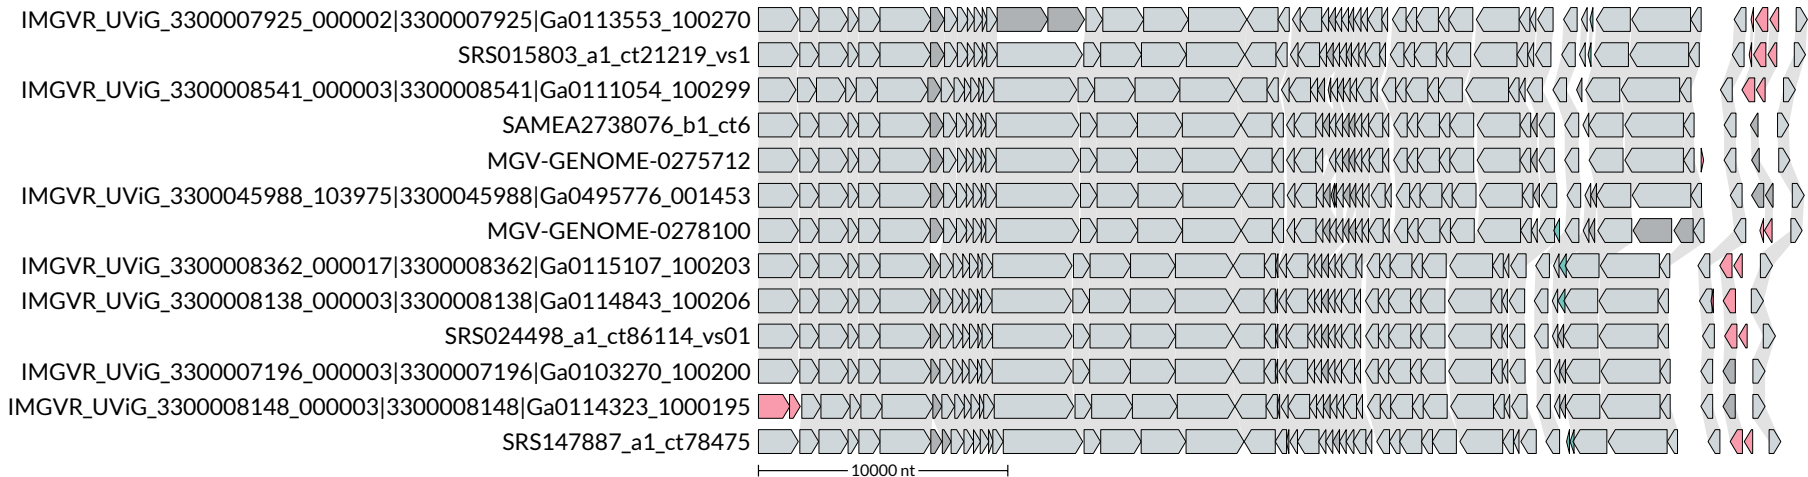 IMGVR_UViG_3300007925_000002|3300007925|Ga0113553_100270
SRS015803_a1_ct21219_vs1
IMGVR_UViG_3300008541_000003|3300008541|Ga0111054_100299
SAMEA2738076_b1_ct6
MGV-GENOME-0275712
IMGVR_UViG_3300045988_103975|3300045988|Ga0495776_001453
MGV-GENOME-0278100
IMGVR_UViG_3300008362_000017|3300008362|Ga0115107_100203
IMGVR_UViG_3300008138_000003|3300008138|Ga0114843_100206
SRS024498_a1_ct86114_vs01
IMGVR_UViG_3300007196_000003|3300007196|Ga0103270_100200
IMGVR_UViG_3300008148_000003|3300008148|Ga0114323_1000195
SRS147887_a1_ct78475
10000 nt